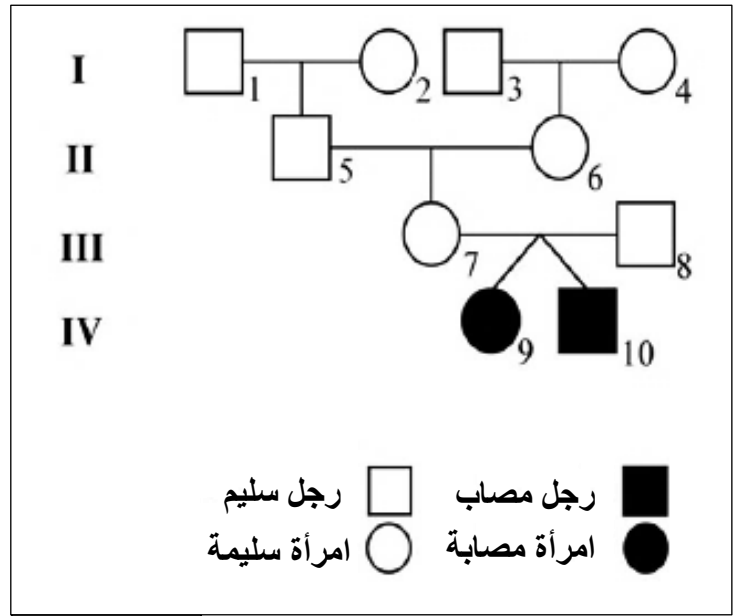 I 1 2 3 4
II 5 6
III 7 8
IV 9 10
رجل مصاب رجل سليم
امرأة مصابة امرأة سليمة